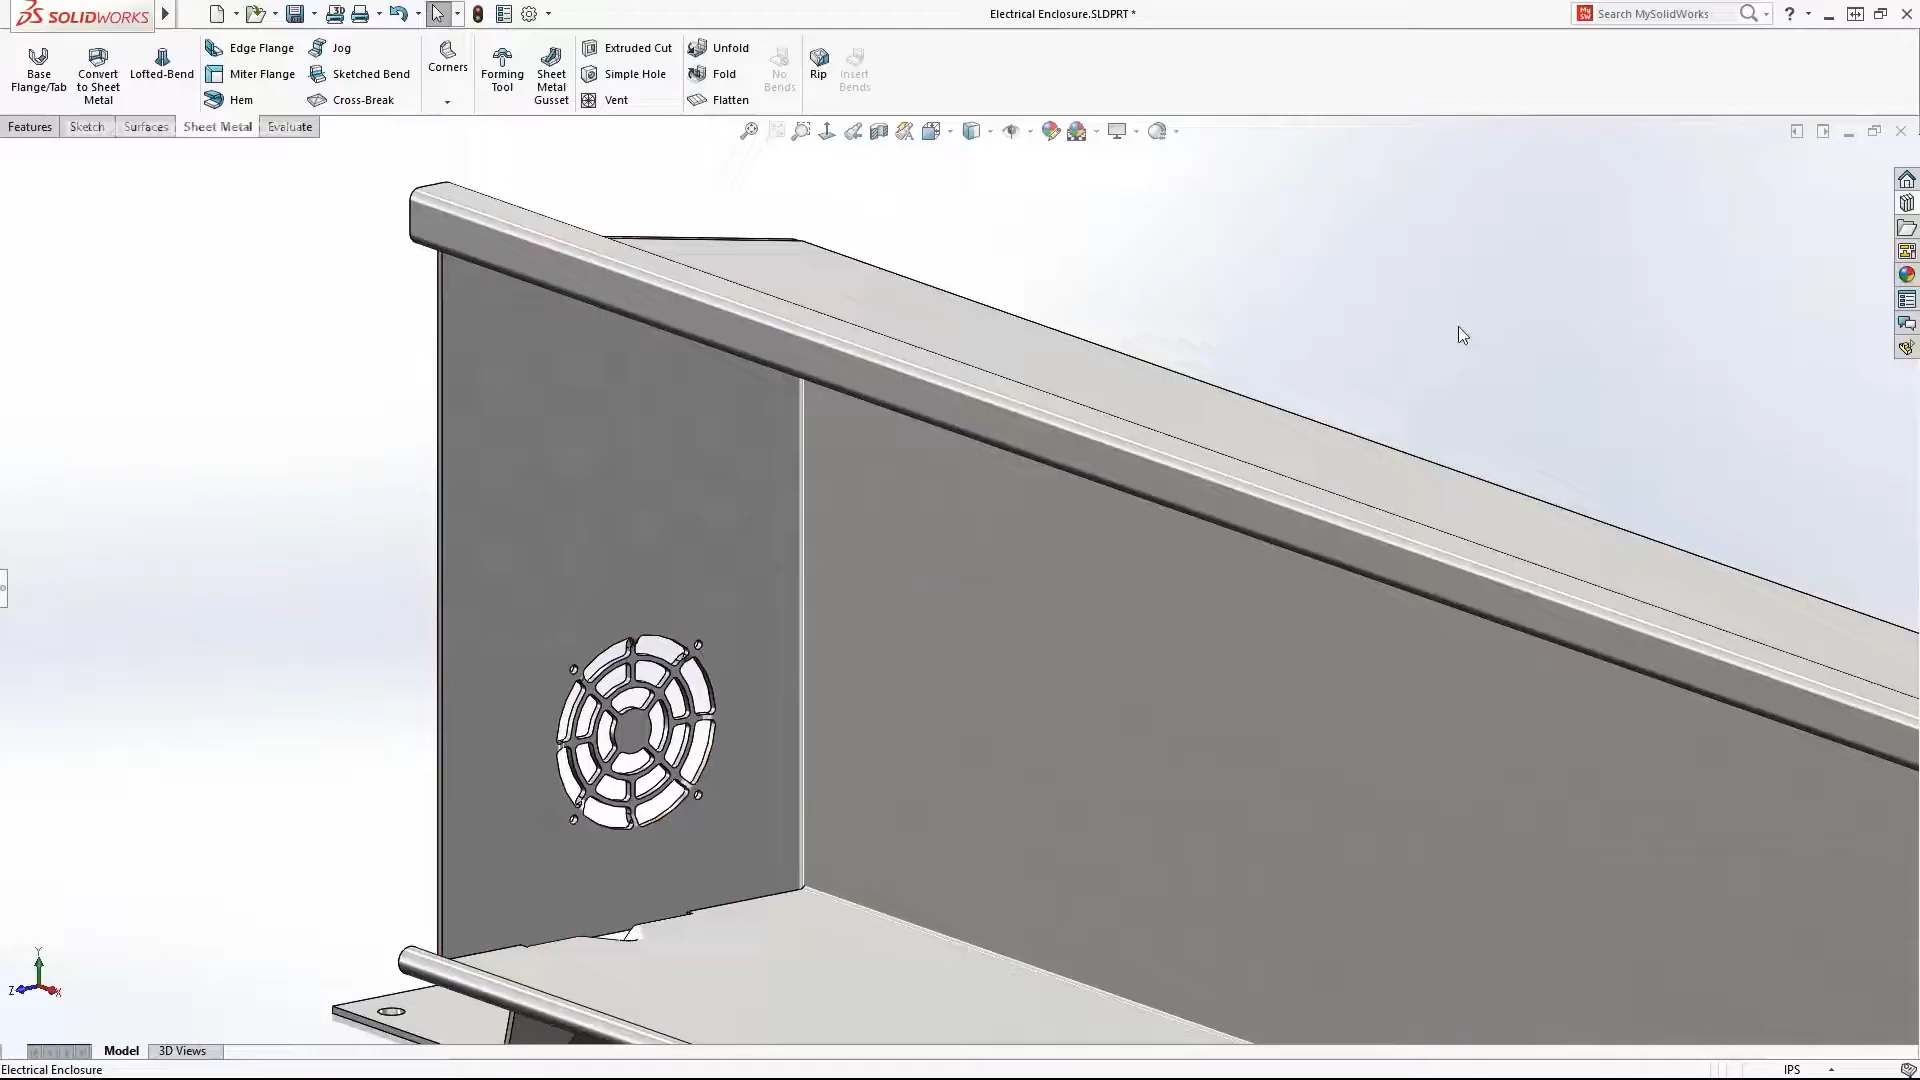 SOLIDWORKS
Electrical Enclosure.SLDPRT *
Search MySolidWorks
Base Flange/Tab
Convert to Sheet Metal
Lofted-Bend
Edge Flange
Miter Flange
Hem
Jog
Sketched Bend
Cross-Break
Corners
Forming Tool
Sheet Metal Gusset
Extruded Cut
Simple Hole
Vent
Unfold
Fold
Flatten
No Bends
Rip
Insert Bends
Features
Sketch
Surfaces
Sheet Metal
Evaluate
Y
Z
X
Model
3D Views
Electrical Enclosure
IPS